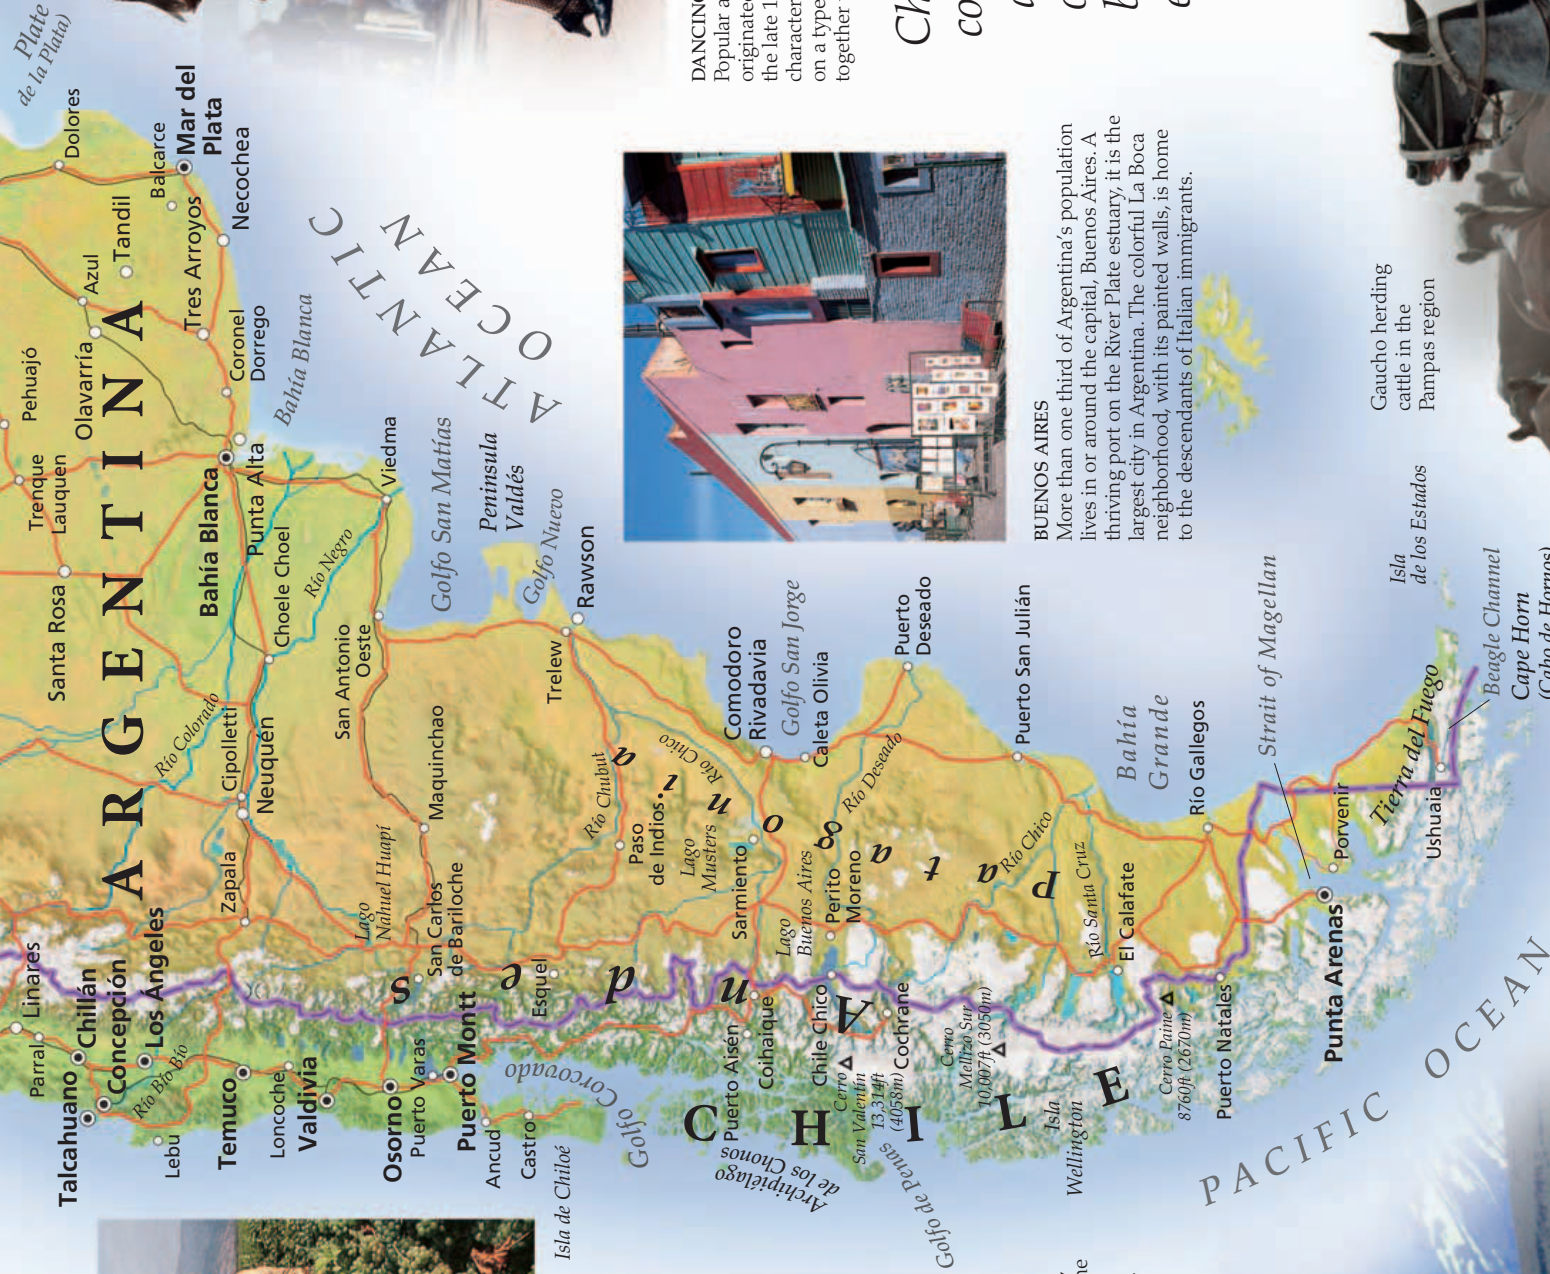 Plate
de la Plata)
Dolores
Balcarce
Mar del
Plata
Necochea
Tandil
Azul
Tres Arroyos
Olavarría
Coronel
Dorrego
Pehuajó
Trenque
Lauquen
Santa Rosa
ARGENTINA
Bahía Blanca
Bahía Blanca
Punta Alta
Choele Choel
Río Negro
Viedma
Río Colorado
Cipolletti
Neuquén
Zapala
San Antonio
Oeste
Maquinchao
Lago
Nahuel Huapí
San Carlos
de Bariloche
Golfo San Matías
Peninsula
Valdés
Golfo Nuevo
Rawson
Trelew
Río Chubut
Paso
de Indios
Río Chico
Lago
Musters
Sarmiento
Esquel
Comodoro
Rivadavia
Golfo San Jorge
Caleta Olivia
Puerto
Deseado
Río Deseado
Lago
Buenos Aires
Perito
Moreno
Patagonia
Puerto San Julián
Río Chico
Río Santa Cruz
El Calafate
Bahía
Grande
Río Gallegos
Strait of Magellan
Porvenir
Tierra del Fuego
Ushuaia
Isla
de los Estados
Beagle Channel
Cape Horn
(Cabo de Hornos)
Punta Arenas
Puerto Natales
Cerro Paine
8760ft (2670m)
Andes
CHILE
Linares
Parral
Chillán
Concepción
Talcahuano
Los Ángeles
Río Bío Bío
Lebu
Temuco
Loncoche
Valdivia
Osorno
Puerto Varas
Puerto Montt
Ancud
Castro
Isla de Chiloé
Golfo Corcovado
Puerto Aisén
Coihaique
Archipiélago
de los Chonos
Chile Chico
Cerro
San Valentín
13,314ft
(4058m)
Cochrane
Golfo de Penas
Cerro
Mellizo Sur
10,007ft (3050m)
Isla
Wellington
PACIFIC OCEAN
ATLANTIC
OCEAN
BUENOS AIRES
More than one third of Argentina's population
lives in or around the capital, Buenos Aires. A
thriving port on the River Plate estuary, it is the
largest city in Argentina. The colorful La Boca
neighborhood, with its painted walls, is home
to the descendants of Italian immigrants.
Gaucho herding
cattle in the
Pampas region
DANCING
Popular a
originated
the late 1
character
on a type
together
Ch
co